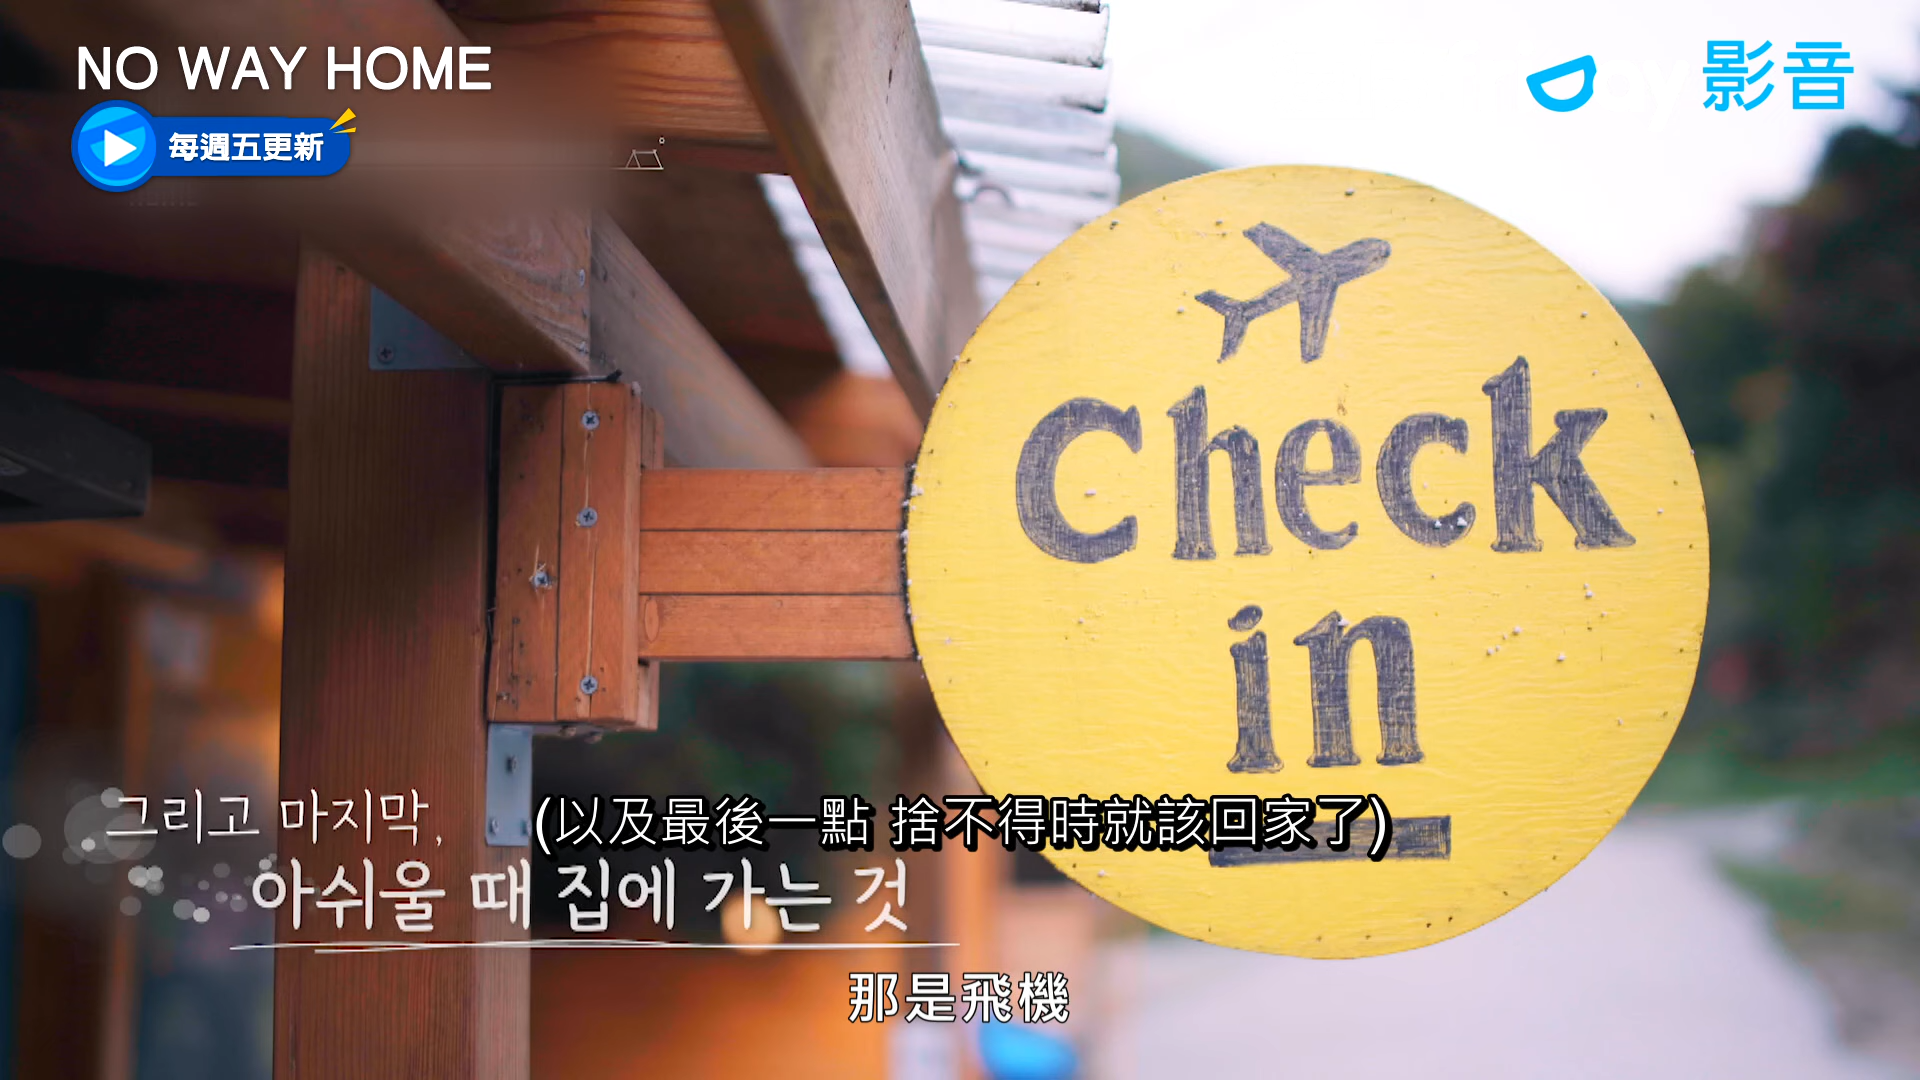 NO WAY HOME
每週五更新
影音
Check
in
그리고 마지막,
(以及最後一點 捨不得時就該回家了)
아쉬울 때 집에 가는 것
那是飛機